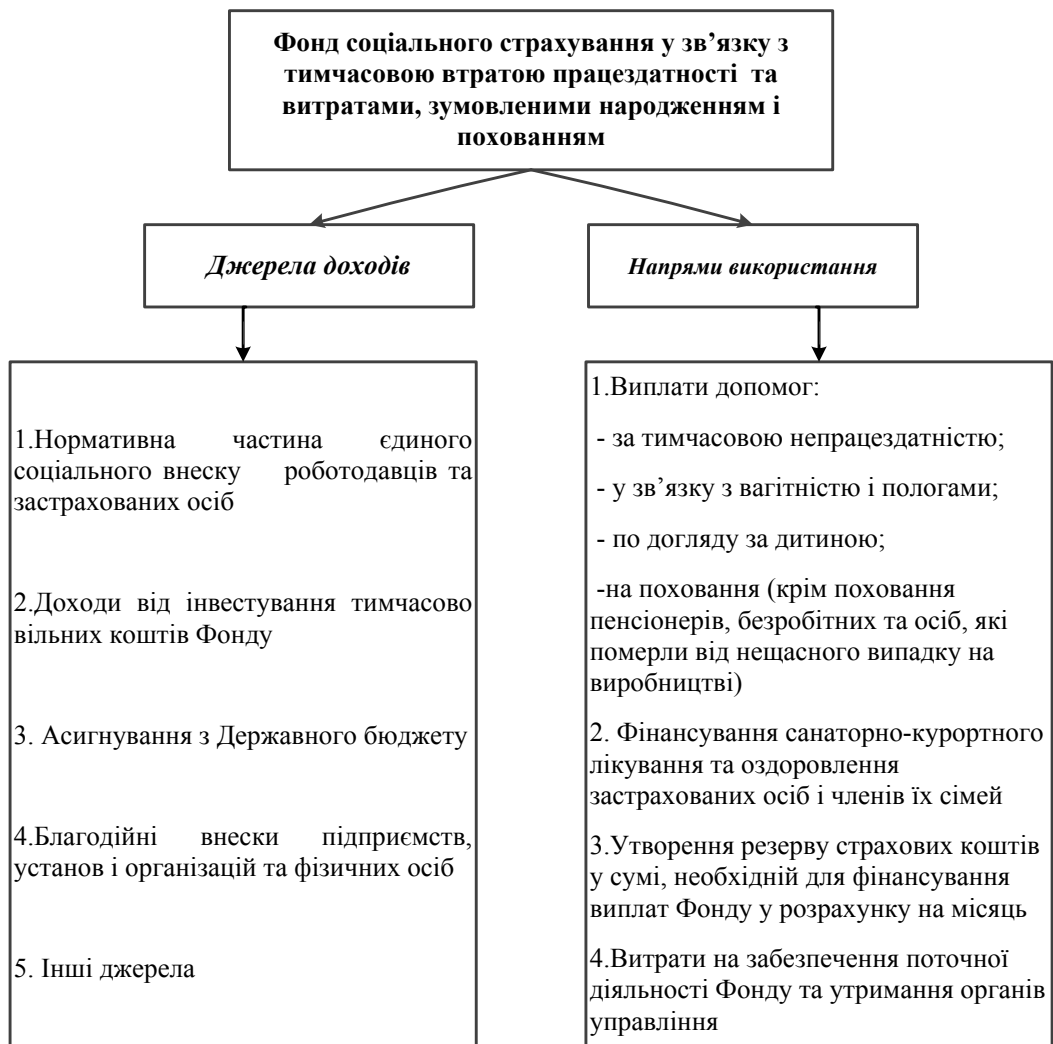 Фонд соціального страхування у зв’язку з
тимчасовою втратою працездатності та
витратами, зумовленими народженням і
похованням
Джерела доходів
Напрями використання
1.Нормативна частина єдиного
соціального внеску роботодавців та
застрахованих осіб
2.Доходи від інвестування тимчасово
вільних коштів Фонду
3. Асигнування з Державного бюджету
4.Благодійні внески підприємств,
установ і організацій та фізичних осіб
5. Інші джерела
1.Виплати допомог:
- за тимчасовою непрацездатністю;
- у зв’язку з вагітністю і пологами;
- по догляду за дитиною;
-на поховання (крім поховання
пенсіонерів, безробітних та осіб, які
померли від нещасного випадку на
виробництві)
2. Фінансування санаторно-курортного
лікування та оздоровлення
застрахованих осіб і членів їх сімей
3.Утворення резерву страхових коштів
у сумі, необхідній для фінансування
виплат Фонду у розрахунку на місяць
4.Витрати на забезпечення поточної
діяльності Фонду та утримання органів
управління